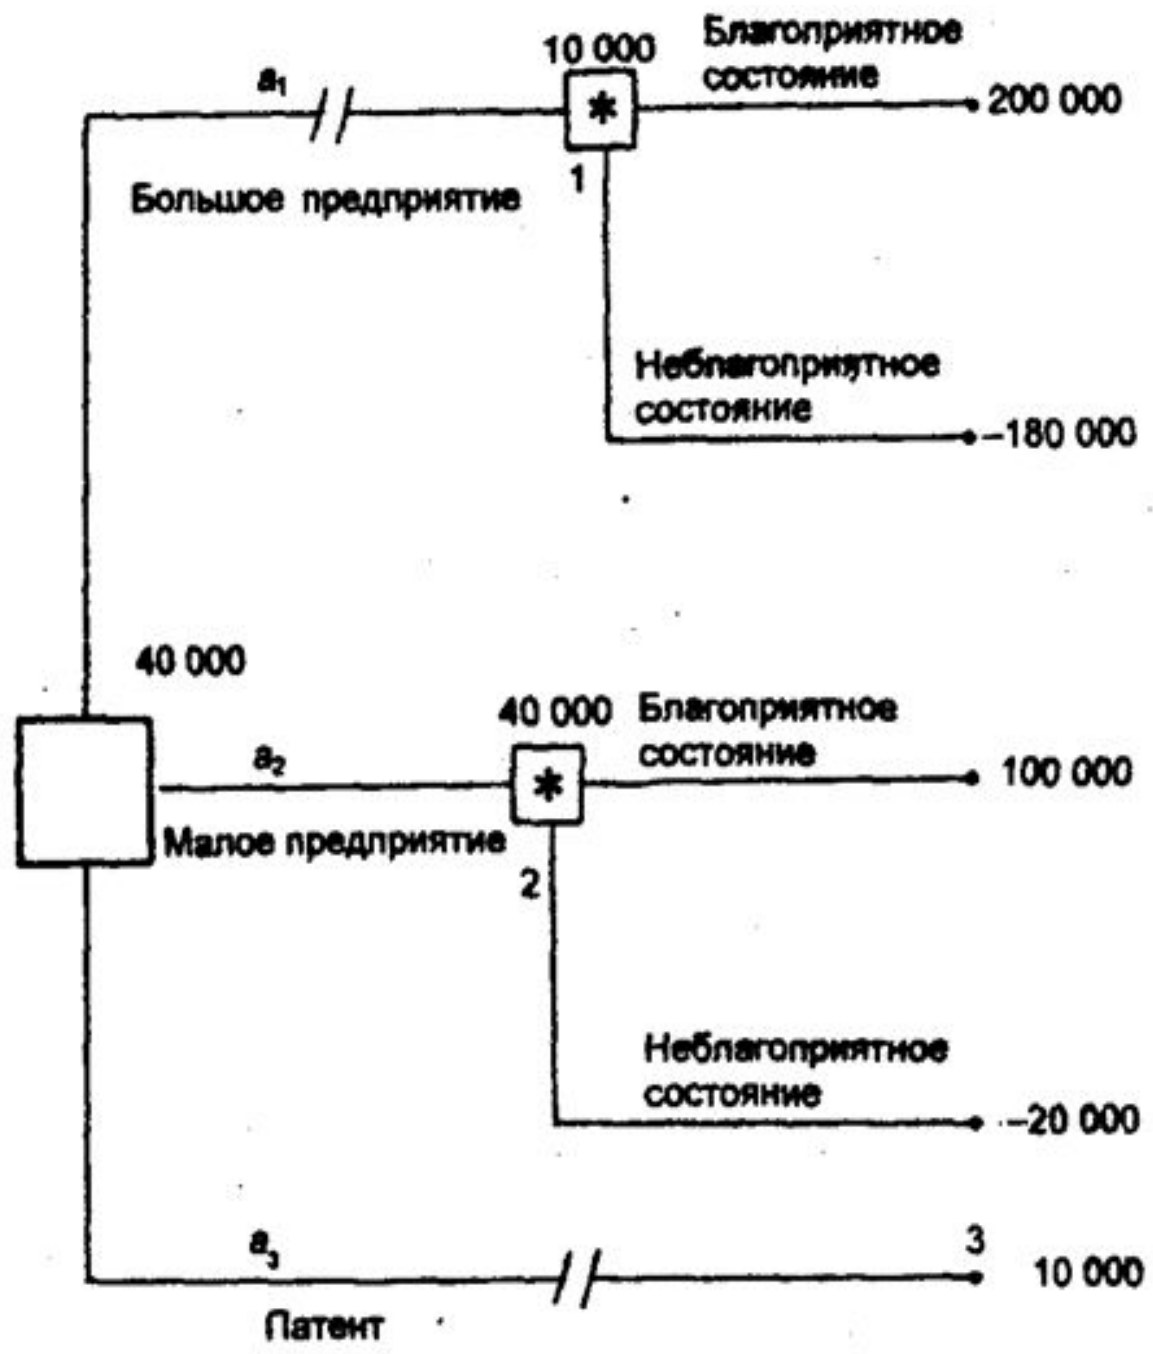 a₁
10 000
Благоприятное
состояние
200 000
*
1
Большое предприятие
Неблагоприятное
состояние
–180 000
40 000
40 000
Благоприятное
состояние
a₂
*
100 000
Малое предприятие
2
Неблагоприятное
состояние
–20 000
a₃
3
10 000
Патент